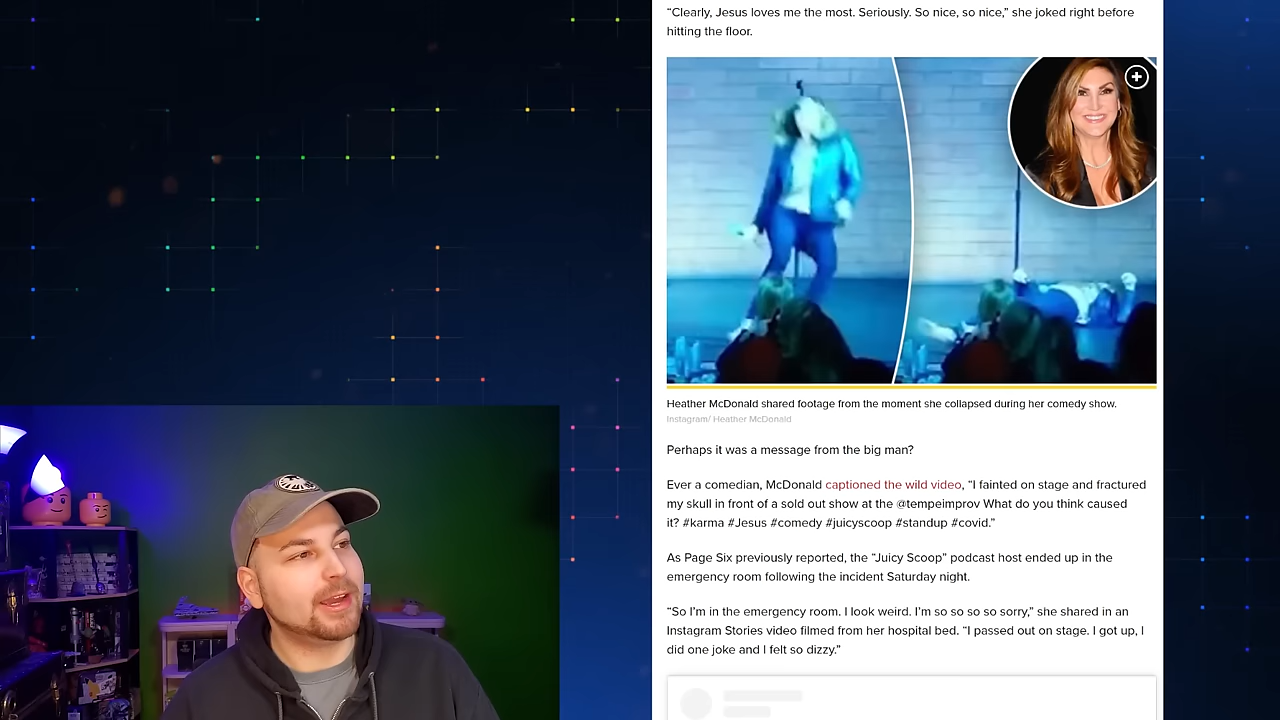 “Clearly, Jesus loves me the most. Seriously. So nice, so nice,” she joked right before
hitting the floor.
Heather McDonald shared footage from the moment she collapsed during her comedy show.
Instagram/ Heather McDonald
Perhaps it was a message from the big man?
Ever a comedian, McDonald captioned the wild video, “I fainted on stage and fractured
my skull in front of a sold out show at the @tempeimprov What do you think caused
it? #karma #Jesus #comedy #juicyscoop #standup #covid.”
As Page Six previously reported, the “Juicy Scoop” podcast host ended up in the
emergency room following the incident Saturday night.
“So I’m in the emergency room. I look weird. I’m so so so so sorry,” she shared in an
Instagram Stories video filmed from her hospital bed. “I passed out on stage. I got up, I
did one joke and I felt so dizzy.”